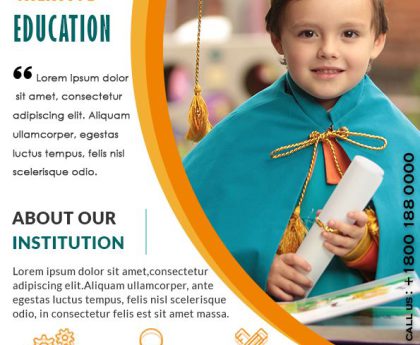 EDUCATION
“ Lorem Ipsum dolor
sit amet, consectetur
adipiscing elit. Aliquam
ullamcorper, egestas
luctus tempus, felis nisl
scelerisque odio.
ABOUT OUR
INSTITUTION
Lorem ipsum dolor sit amet,consectetur
adipiscing elit.Aliquam ullamcorper, un
ante egestas luctus tempus, felis nisl scelerisque
odio, in consectetur felis est sit amet massa.
CALL US : + 1800 188 0000